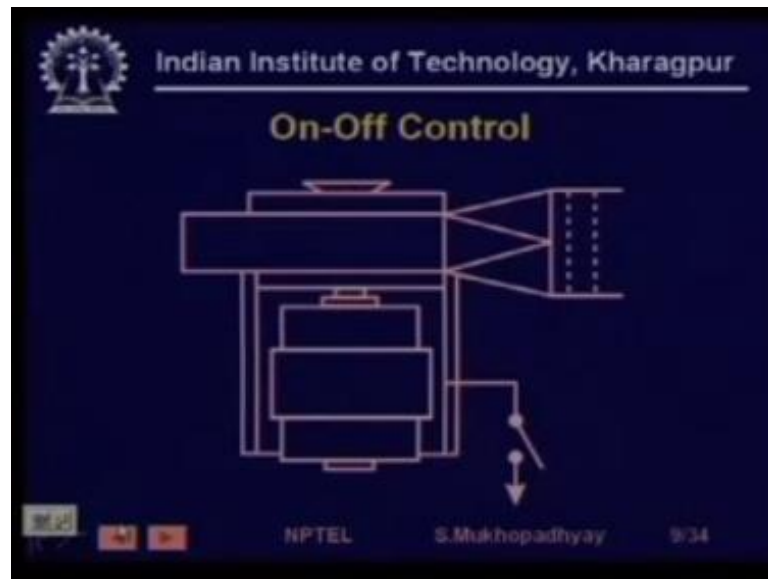 Indian Institute of Technology, Kharagpur
On-Off Control
NPTEL S.Mukhopadhyay 9/34